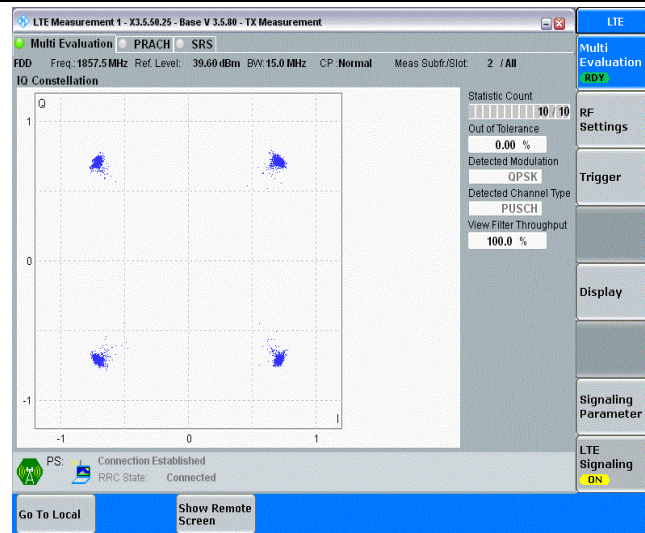 LTE Measurement 1 - X3.5.50.25 - Base V 3.5.80 - TX Measurement
LTE
Multi Evaluation PRACH SRS
Multi
Evaluation
RDY
FDD Freq.: 1857.5 MHz Ref. Level: 39.60 dBm BW: 15.0 MHz CP : Normal Meas Subfr./Slot: 2 / All
IQ Constellation
Q
1
0
-1
-1 0 1
I
Statistic Count
10 / 10
Out of Tolerance
0.00 %
Detected Modulation
QPSK
Detected Channel Type
PUSCH
View Filter Throughput
100.0 %
RF
Settings
Trigger
Display
Signaling
Parameter
LTE
Signaling
ON
PS: Connection Established
RRC State: Connected
Go To Local
Show Remote
Screen